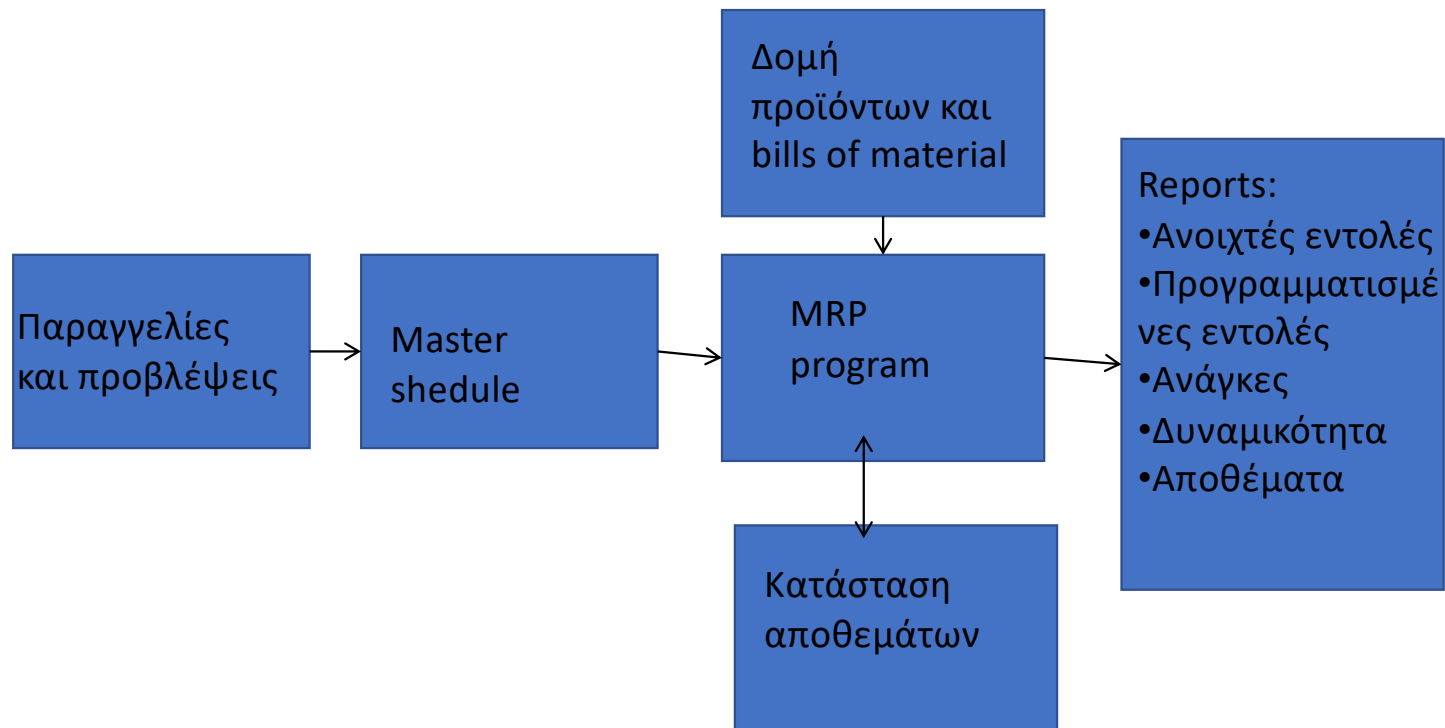 Δομή
προϊόντων και
bills of material
Παραγγελίες
και προβλέψεις
Master
shedule
MRP
program
Reports:
•Ανοιχτές εντολές
•Προγραμματισμέ
νες εντολές
•Ανάγκες
•Δυναμικότητα
•Αποθέματα
Κατάσταση
αποθεμάτων